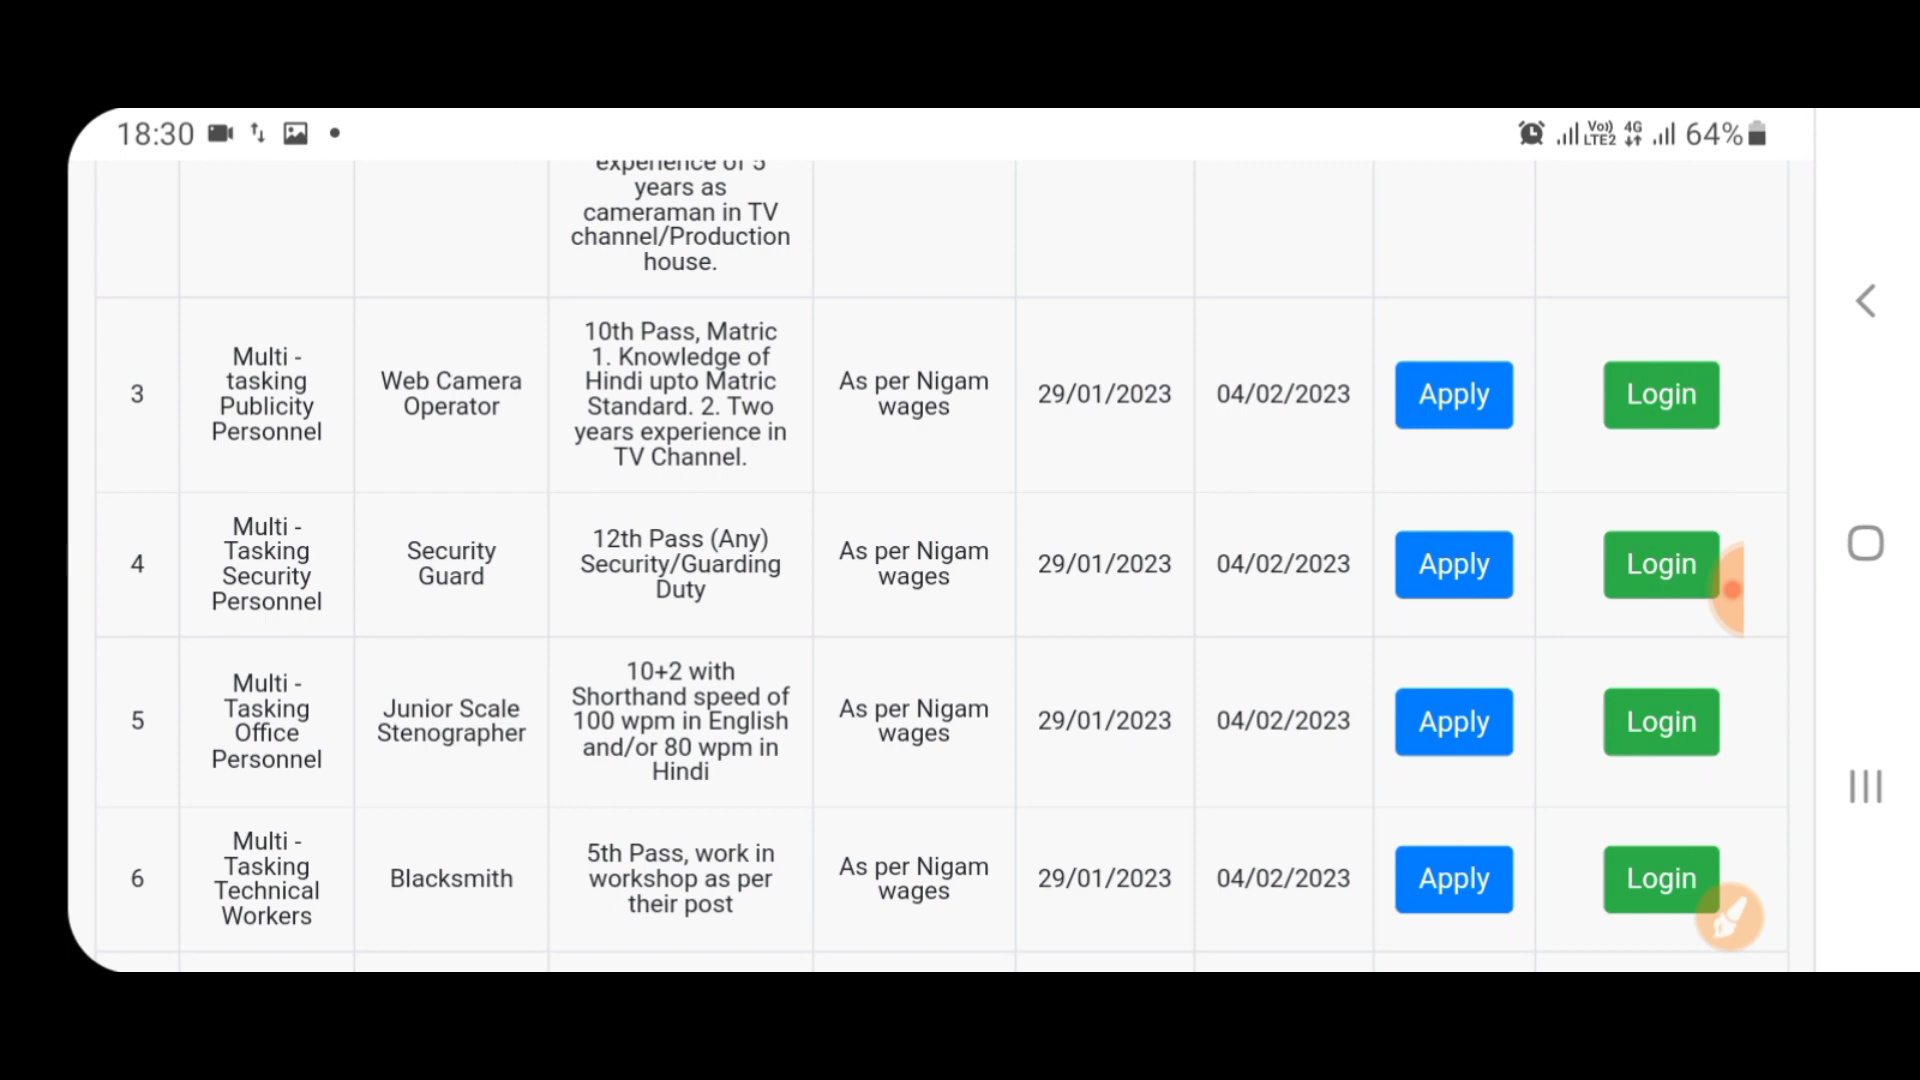 18:30
Vo)) LTE2 4G 64%
experience of 5
years as
cameraman in TV
channel/Production
house.
3
Multi -
tasking
Publicity
Personnel
Web Camera
Operator
10th Pass, Matric
1. Knowledge of
Hindi upto Matric
Standard. 2. Two
years experience in
TV Channel.
As per Nigam
wages
29/01/2023
04/02/2023
Apply
Login
4
Multi -
Tasking
Security
Personnel
Security
Guard
12th Pass (Any)
Security/Guarding
Duty
As per Nigam
wages
29/01/2023
04/02/2023
Apply
Login
5
Multi -
Tasking
Office
Personnel
Junior Scale
Stenographer
10+2 with
Shorthand speed of
100 wpm in English
and/or 80 wpm in
Hindi
As per Nigam
wages
29/01/2023
04/02/2023
Apply
Login
6
Multi -
Tasking
Technical
Workers
Blacksmith
5th Pass, work in
workshop as per
their post
As per Nigam
wages
29/01/2023
04/02/2023
Apply
Login